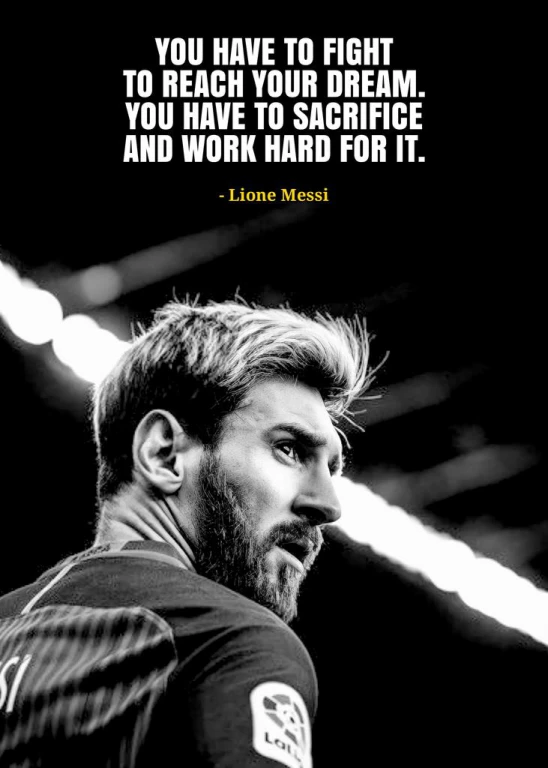 YOU HAVE TO FIGHT
TO REACH YOUR DREAM.
YOU HAVE TO SACRIFICE
AND WORK HARD FOR IT.
- Lione Messi
SI